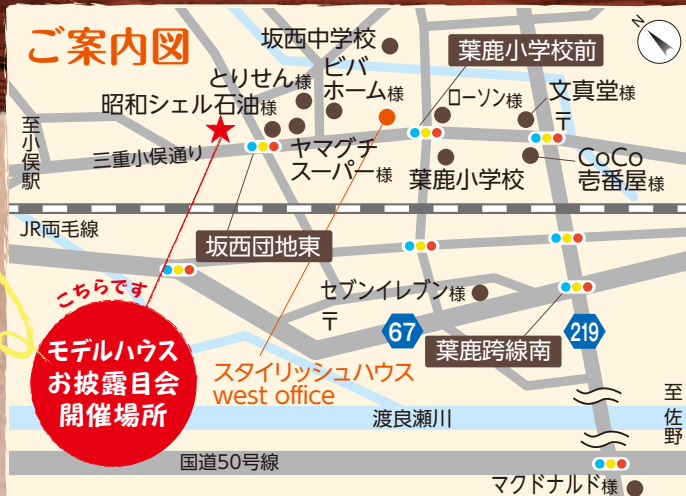 ご案内図
N
坂西中学校
葉鹿小学校前
とりせん様
ビバ
ホーム様
昭和シェル石油様
ローソン様
文真堂様
〒
至小俣駅
三重小俣通り
ヤマグチ
スーパー様
葉鹿小学校
CoCo
壱番屋様
JR両毛線
坂西団地東
こちらです
セブンイレブン様
〒
67
219
葉鹿跨線南
モデルハウス
お披露目会
開催場所
スタイリッシュハウス
west office
渡良瀬川
至佐野
国道50号線
マクドナルド様